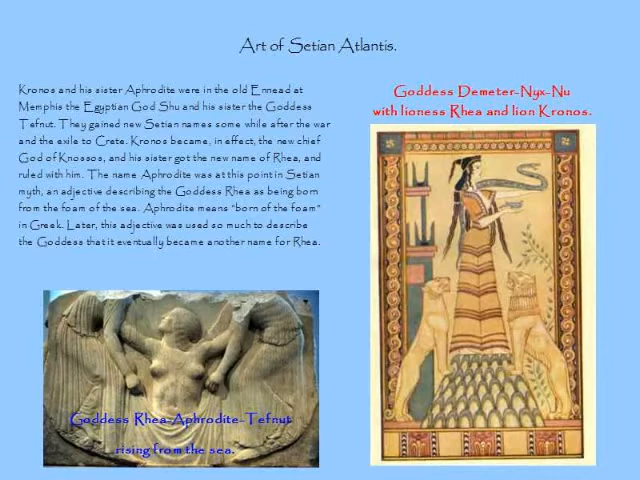 Art of Setian Atlantis.
Kronos and his sister Aphrodite were in the old Ennead at
Memphis the Egyptian God Shu and his sister the Goddess
Tefnut. They gained new Setian names some while after the war
and the exile to Crete. Kronos became, in effect, the new chief
God of Knossos, and his sister got the new name of Rhea, and
ruled with him. The name Aphrodite was at this point in Setian
myth, an adjective describing the Goddess Rhea as being born
from the foam of the sea. Aphrodite means "born of the foam"
in Greek. Later, this adjective was used so much to describe
the Goddess that it eventually became another name for Rhea.
Goddess Demeter-Nyx-Nu
with lioness Rhea and lion Kronos.
Goddess Rhea-Aphrodite-Tefnut
rising from the sea.